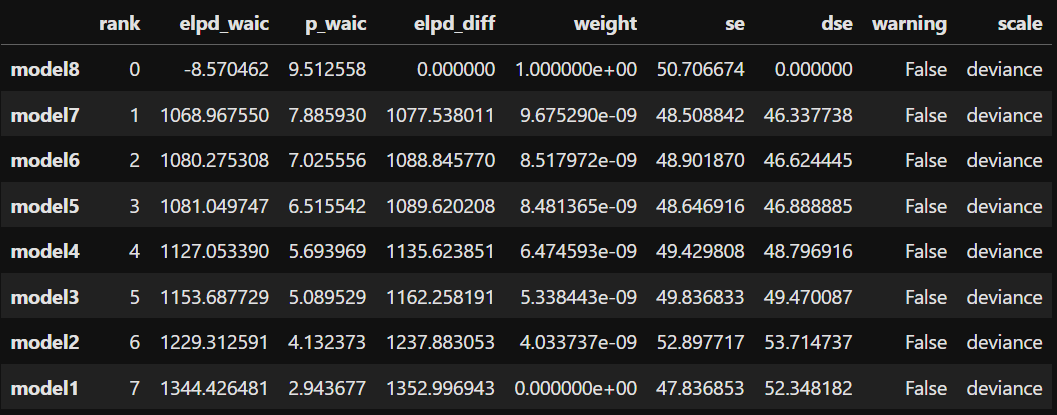 rank elpd_waic p_waic elpd_diff weight se dse warning scale
model8 0 -8.570462 9.512558 0.000000 1.000000e+00 50.706674 0.000000 False deviance
model7 1 1068.967550 7.885930 1077.538011 9.675290e-09 48.508842 46.337738 False deviance
model6 2 1080.275308 7.025556 1088.845770 8.517972e-09 48.901870 46.624445 False deviance
model5 3 1081.049747 6.515542 1089.620208 8.481365e-09 48.646916 46.888885 False deviance
model4 4 1127.053390 5.693969 1135.623851 6.474593e-09 49.429808 48.796916 False deviance
model3 5 1153.687729 5.089529 1162.258191 5.338443e-09 49.836833 49.470087 False deviance
model2 6 1229.312591 4.132373 1237.883053 4.033737e-09 52.897717 53.714737 False deviance
model1 7 1344.426481 2.943677 1352.996943 0.000000e+00 47.836853 52.348182 False deviance